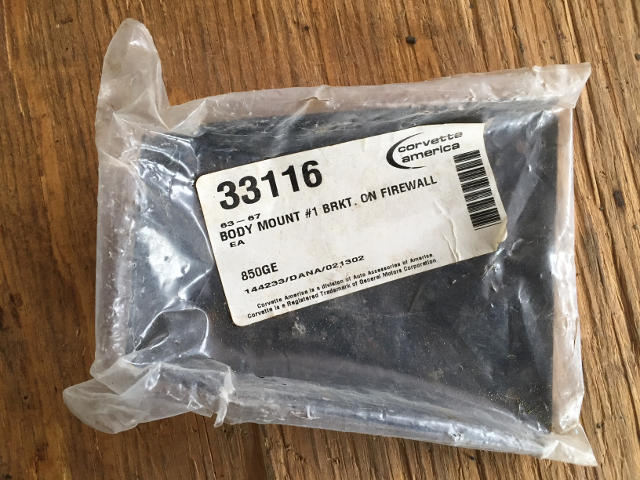 corvette
america
33116
63-67
BODY MOUNT #1 BRKT. ON FIREWALL
EA
850GE
144233/DANA/021302
Corvette America is a division of Auto Accessories of America
Corvette is a Registered Trademark of General Motors Corporation.